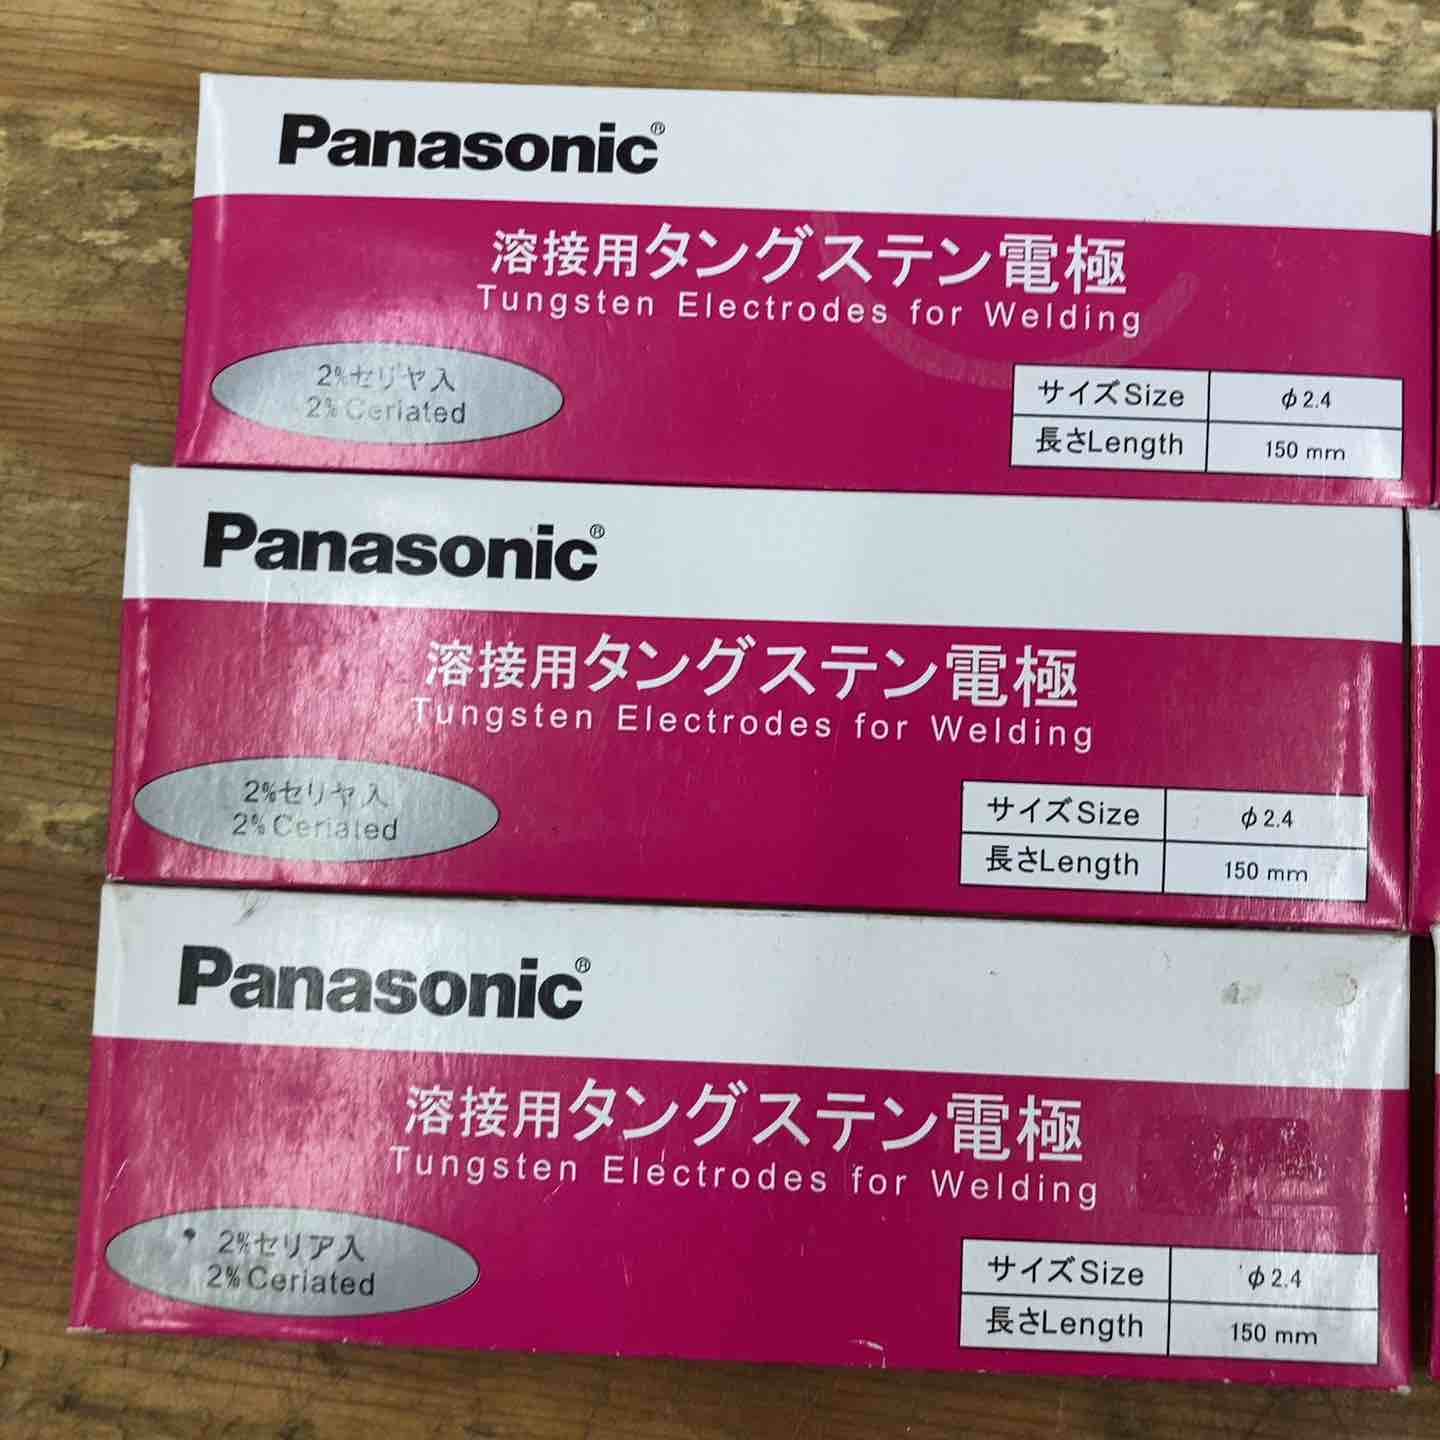 Panasonic®
溶接用タングステン電極
Tungsten Electrodes for Welding
2%セリヤ入
2% Ceriated
サイズSize φ2.4
長さLength 150 mm
Panasonic®
溶接用タングステン電極
Tungsten Electrodes for Welding
2%セリヤ入
2% Ceriated
サイズSize φ2.4
長さLength 150 mm
Panasonic®
溶接用タングステン電極
Tungsten Electrodes for Welding
2%セリア入
2% Ceriated
サイズSize φ2.4
長さLength 150 mm